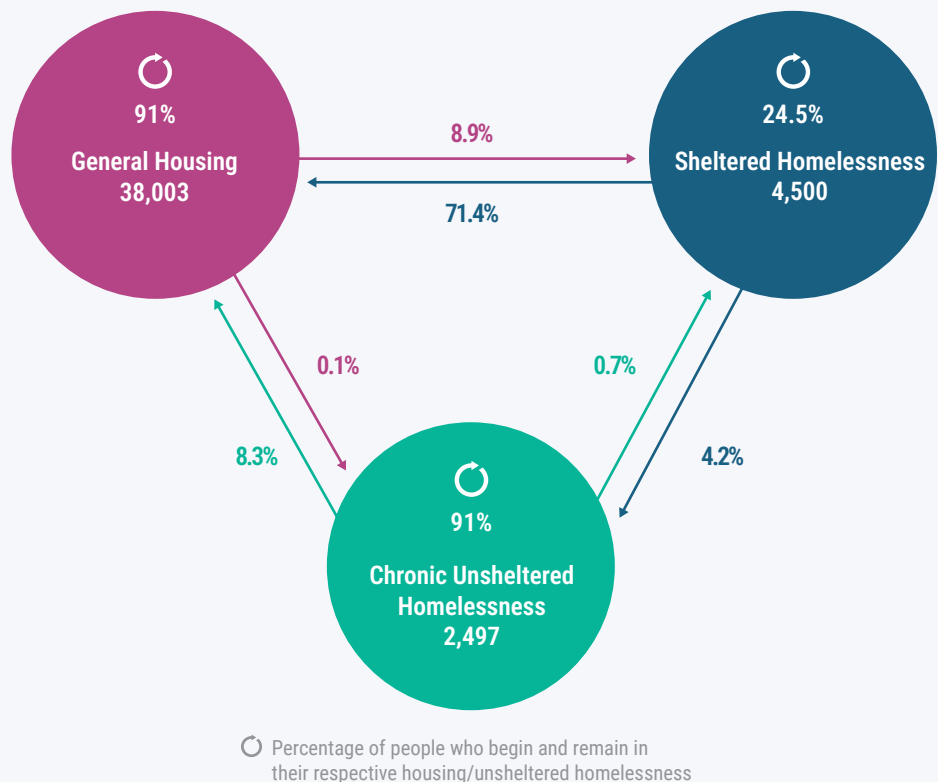 91%
General Housing
38,003
8.9%
71.4%
24.5%
Sheltered Homelessness
4,500
0.1%
8.3%
0.7%
4.2%
91%
Chronic Unsheltered
Homelessness
2,497
Percentage of people who begin and remain in
their respective housing/unsheltered homelessness